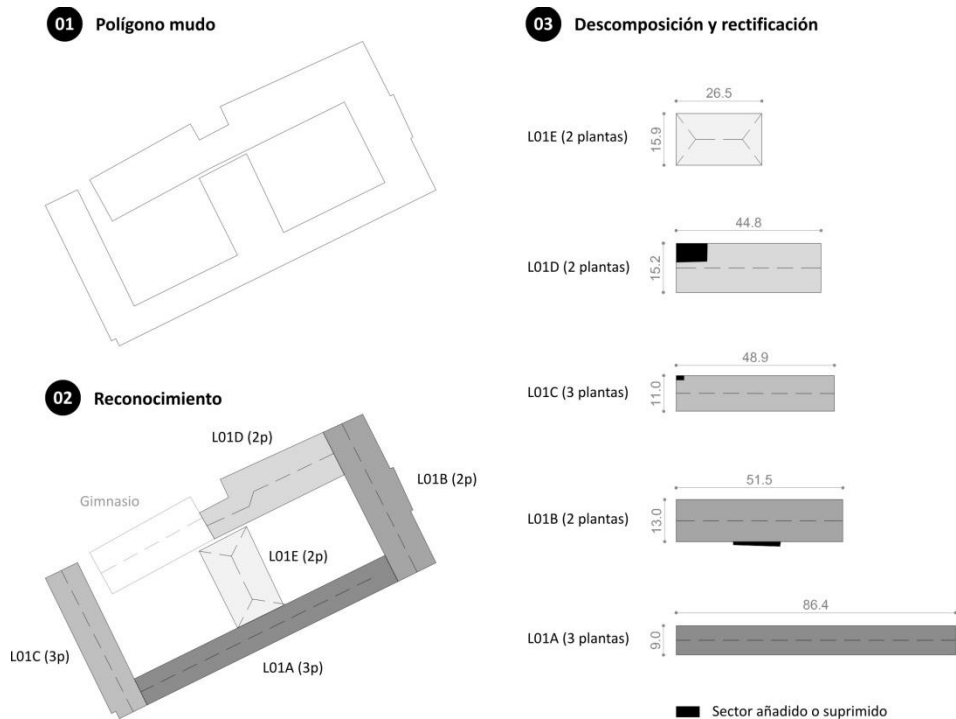 01 Polígono mudo
02 Reconocimiento
L01D (2p)
Gimnasio
L01B (2p)
L01E (2p)
L01C (3p)
L01A (3p)
03 Descomposición y rectificación
26.5
L01E (2 plantas)
15.9
44.8
L01D (2 plantas)
15.2
48.9
L01C (3 plantas)
11.0
51.5
L01B (2 plantas)
13.0
86.4
L01A (3 plantas)
9.0
Sector añadido o suprimido